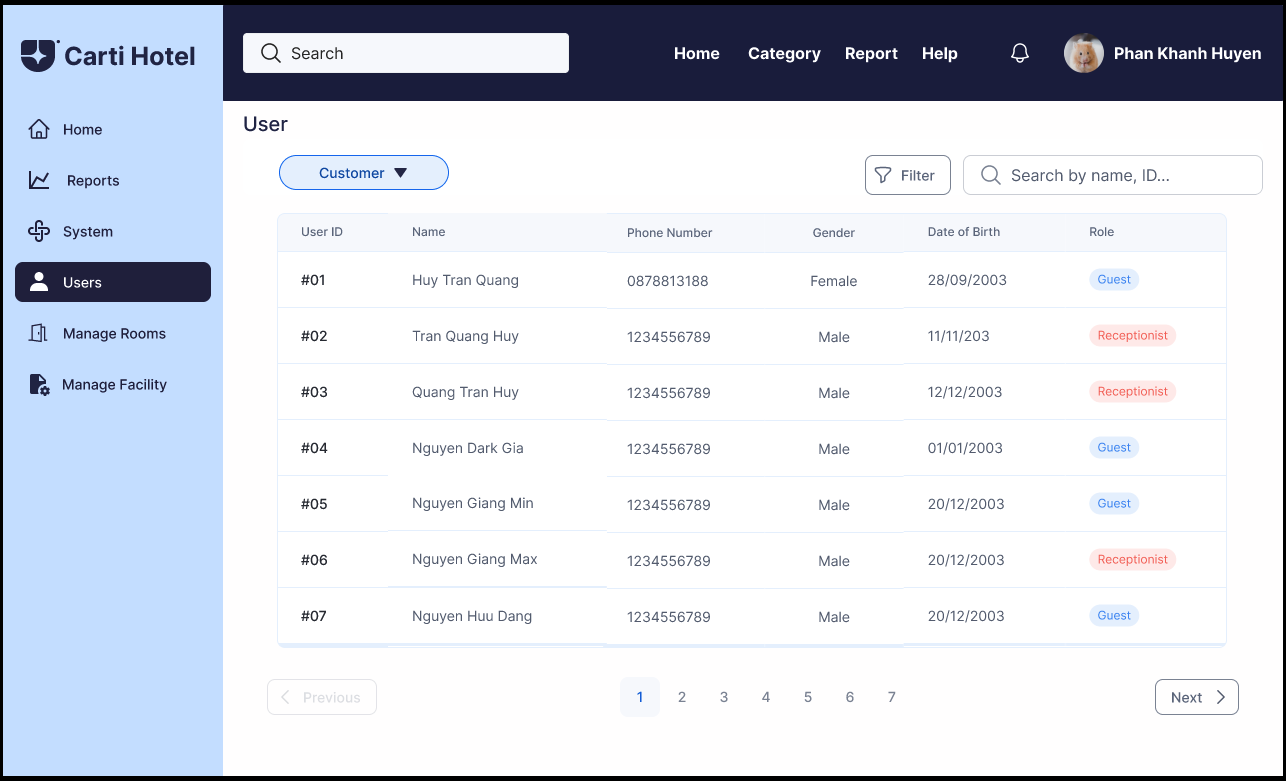 Carti Hotel
Search
Home Category Report Help
Phan Khanh Huyen
Home
Reports
System
Users
Manage Rooms
Manage Facility
User
Customer
Filter
Search by name, ID...
User ID Name Phone Number Gender Date of Birth Role
#01 Huy Tran Quang 0878813188 Female 28/09/2003 Guest
#02 Tran Quang Huy 1234556789 Male 11/11/203 Receptionist
#03 Quang Tran Huy 1234556789 Male 12/12/2003 Receptionist
#04 Nguyen Dark Gia 1234556789 Male 01/01/2003 Guest
#05 Nguyen Giang Min 1234556789 Male 20/12/2003 Guest
#06 Nguyen Giang Max 1234556789 Male 20/12/2003 Receptionist
#07 Nguyen Huu Dang 1234556789 Male 20/12/2003 Guest
Previous 1 2 3 4 5 6 7 Next